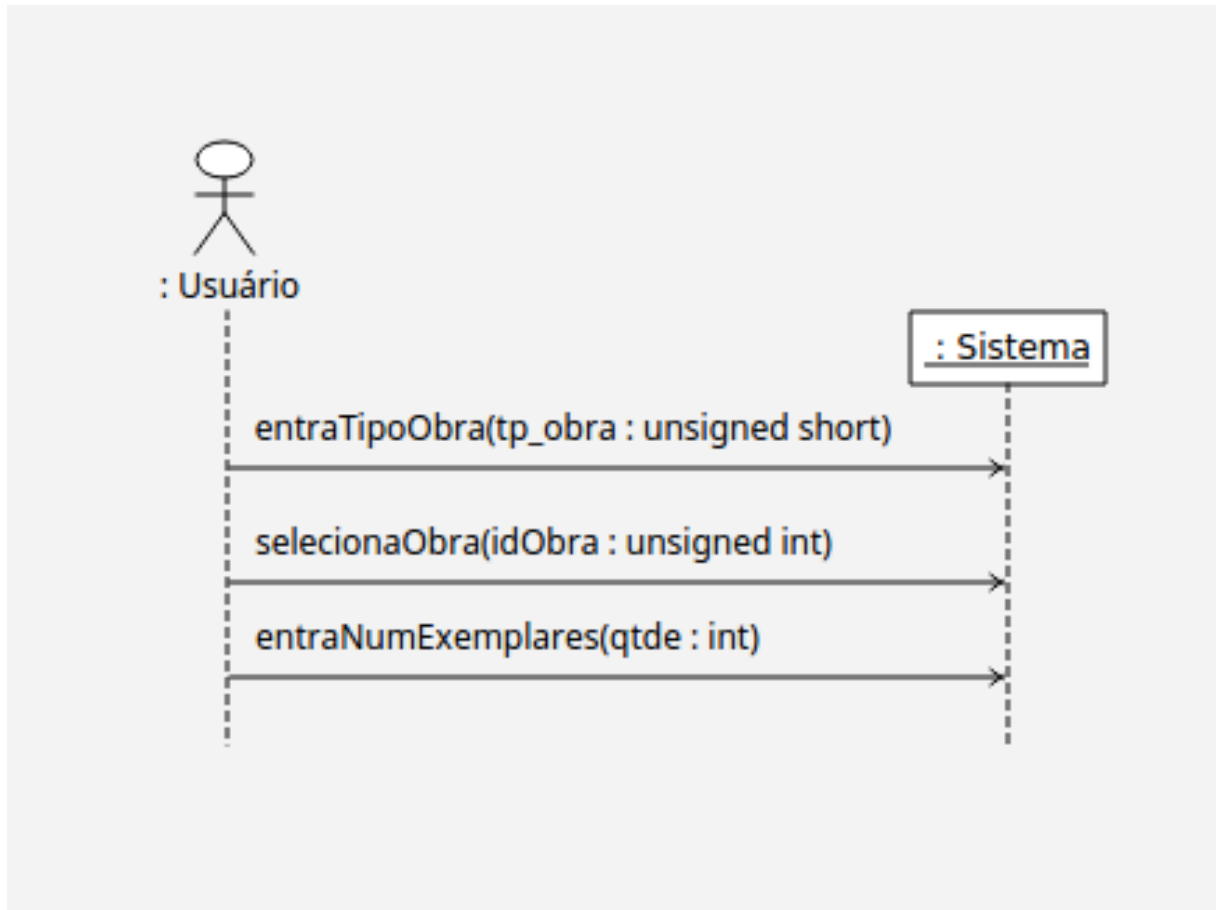 : Usuário
: Sistema
entraTipoObra(tp_obra : unsigned short)
selecionaObra(idObra : unsigned int)
entraNumExemplares(qtde : int)